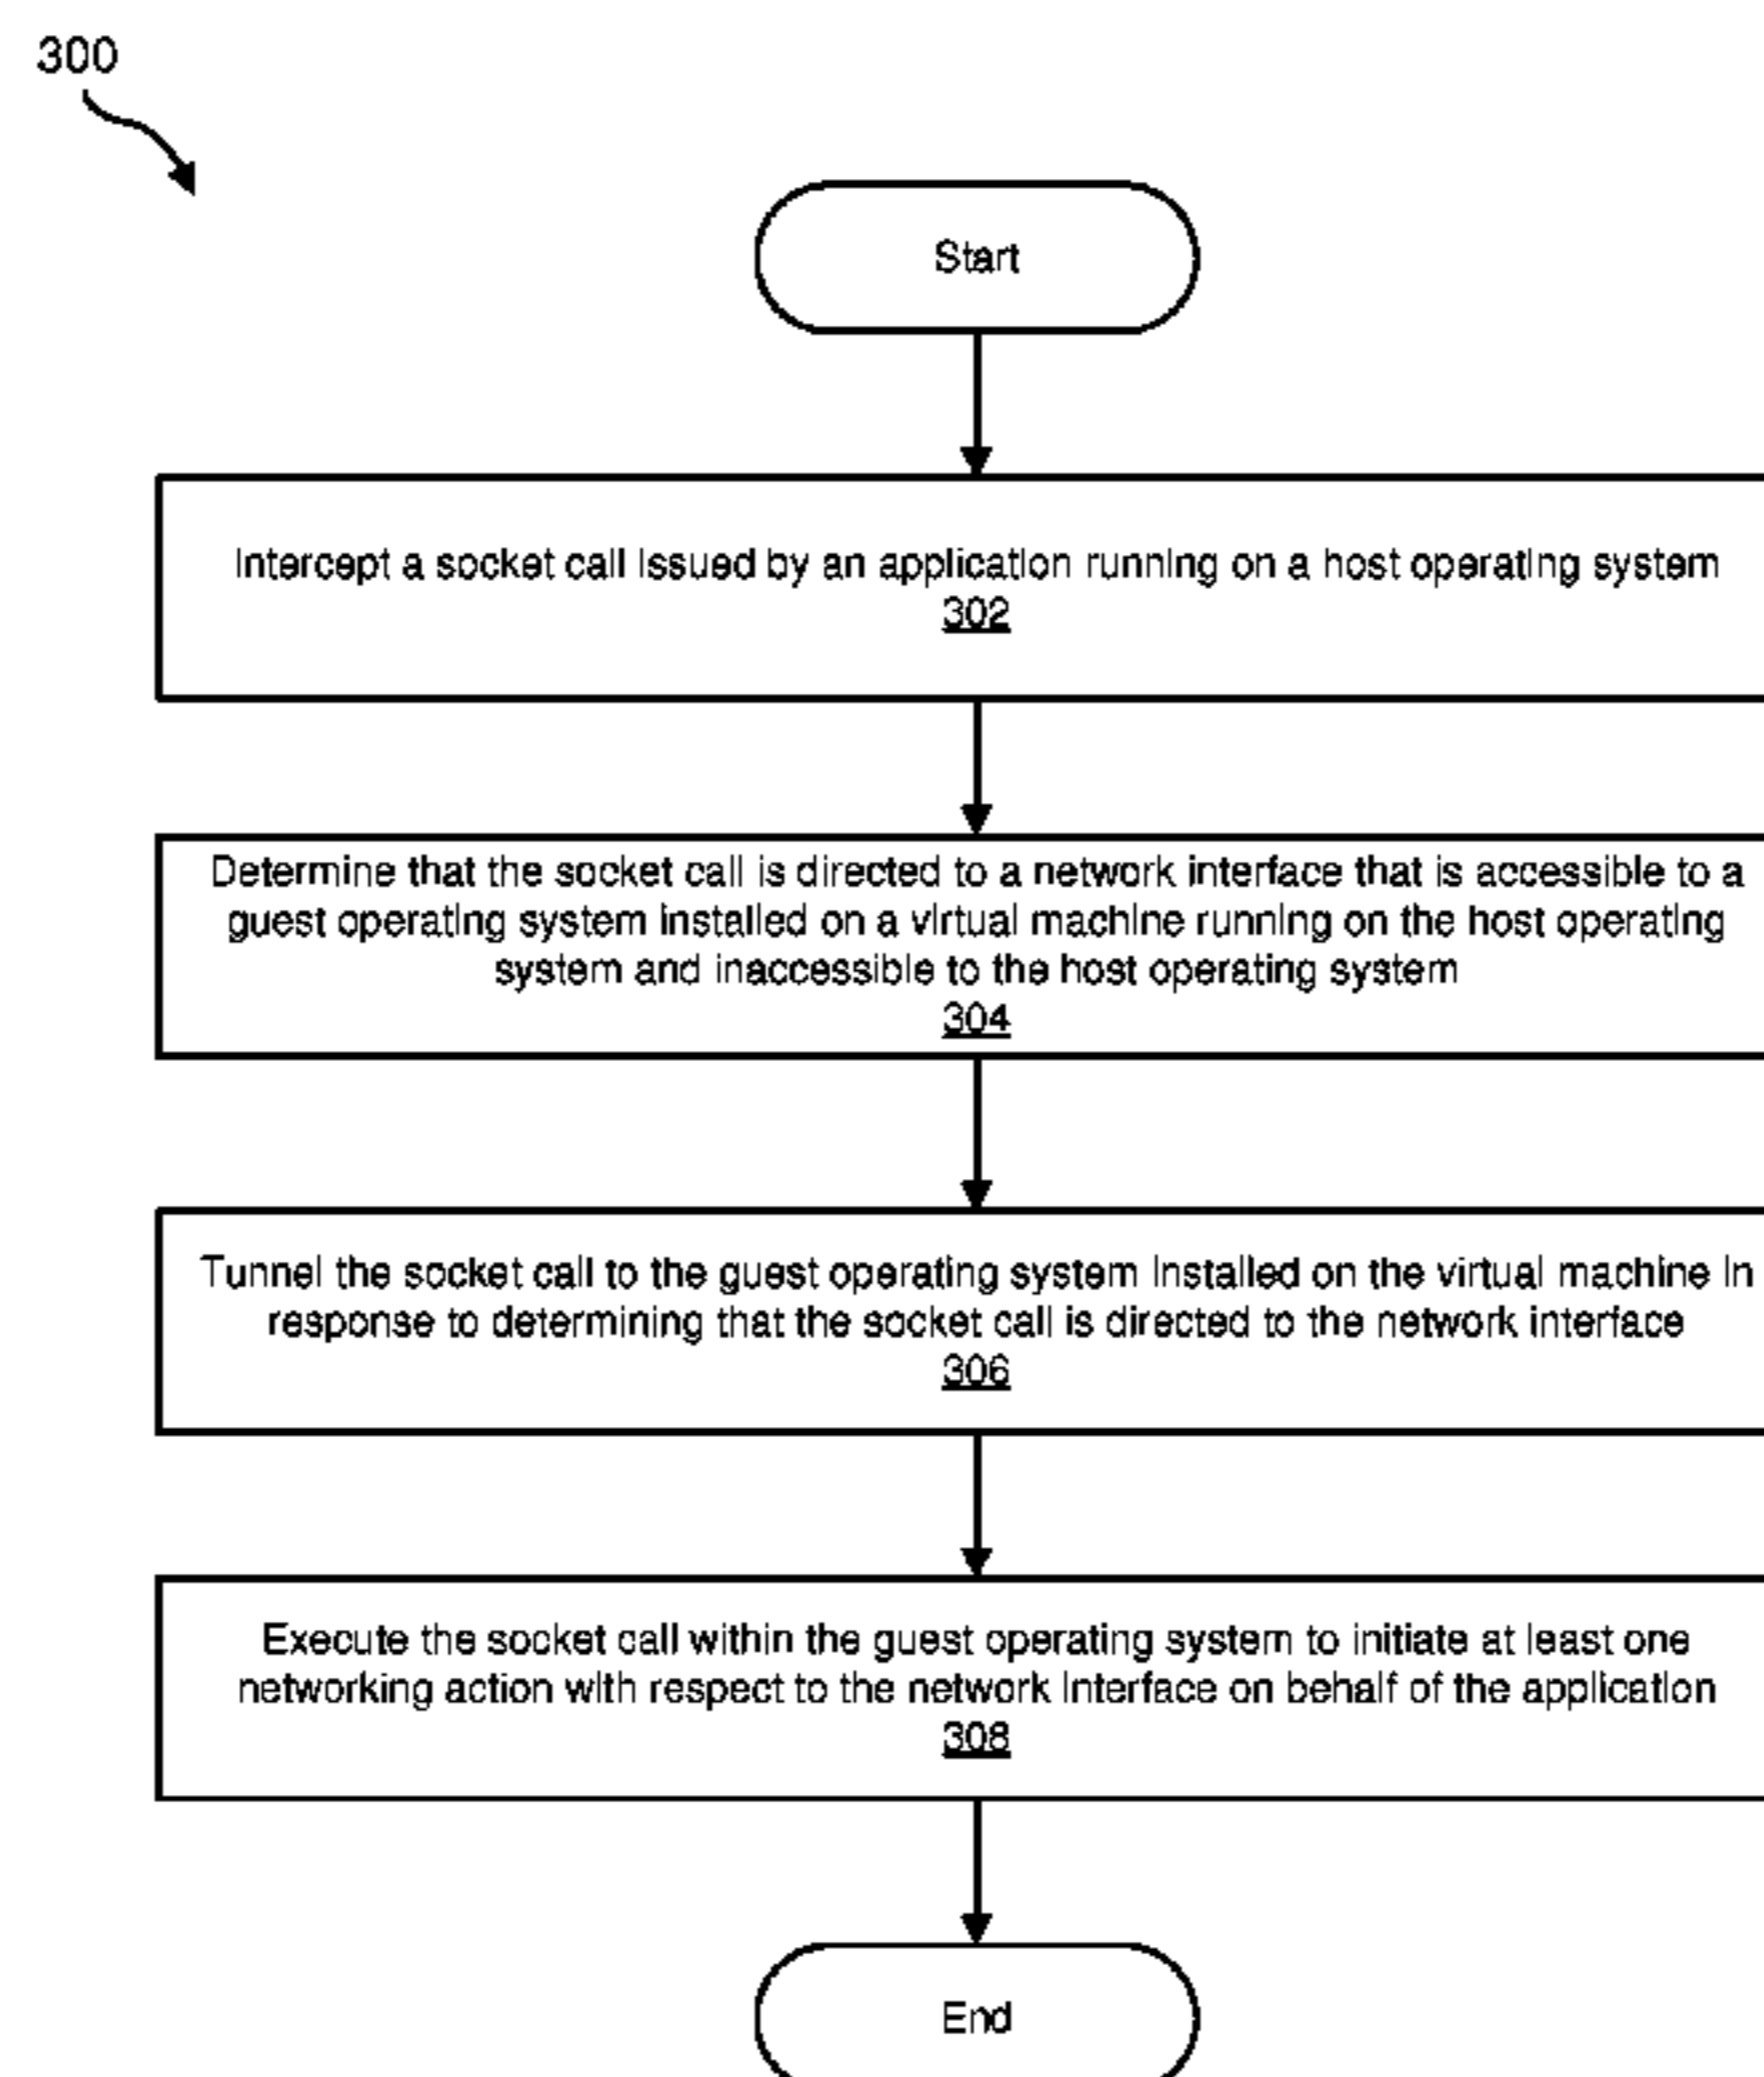 300
Start
Intercept a socket call issued by an application running on a host operating system
302
Determine that the socket call is directed to a network interface that is accessible to a
guest operating system installed on a virtual machine running on the host operating
system and inaccessible to the host operating system
304
Tunnel the socket call to the guest operating system installed on the virtual machine in
response to determining that the socket call is directed to the network interface
306
Execute the socket call within the guest operating system to initiate at least one
networking action with respect to the network interface on behalf of the application
308
End